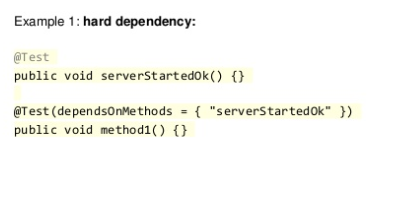 Example 1: hard dependency:
@Test
public void serverStartedOk() {}
@Test(dependsOnMethods = { "serverStartedOk" })
public void method1() {}